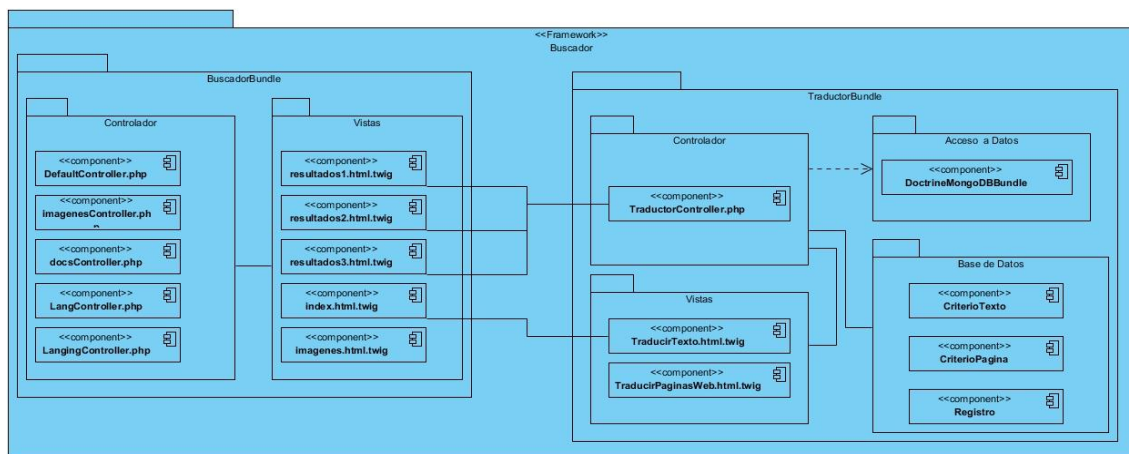 <<Framework>>
Buscador
BuscadorBundle
Controlador
<<component>>
DefaultController.php
<<component>>
imagenesController.ph
p
<<component>>
docsController.php
<<component>>
LangController.php
<<component>>
LangingController.php
Vistas
<<component>>
resultados1.html.twig
<<component>>
resultados2.html.twig
<<component>>
resultados3.html.twig
<<component>>
index.html.twig
<<component>>
imagenes.html.twig
TraductorBundle
Controlador
<<component>>
TraductorController.php
Vistas
<<component>>
TraducirTexto.html.twig
<<component>>
TraducirPaginasWeb.html.twig
Acceso a Datos
<<component>>
DoctrineMongoDBBundle
Base de Datos
<<component>>
CriterioTexto
<<component>>
CriterioPagina
<<component>>
Registro